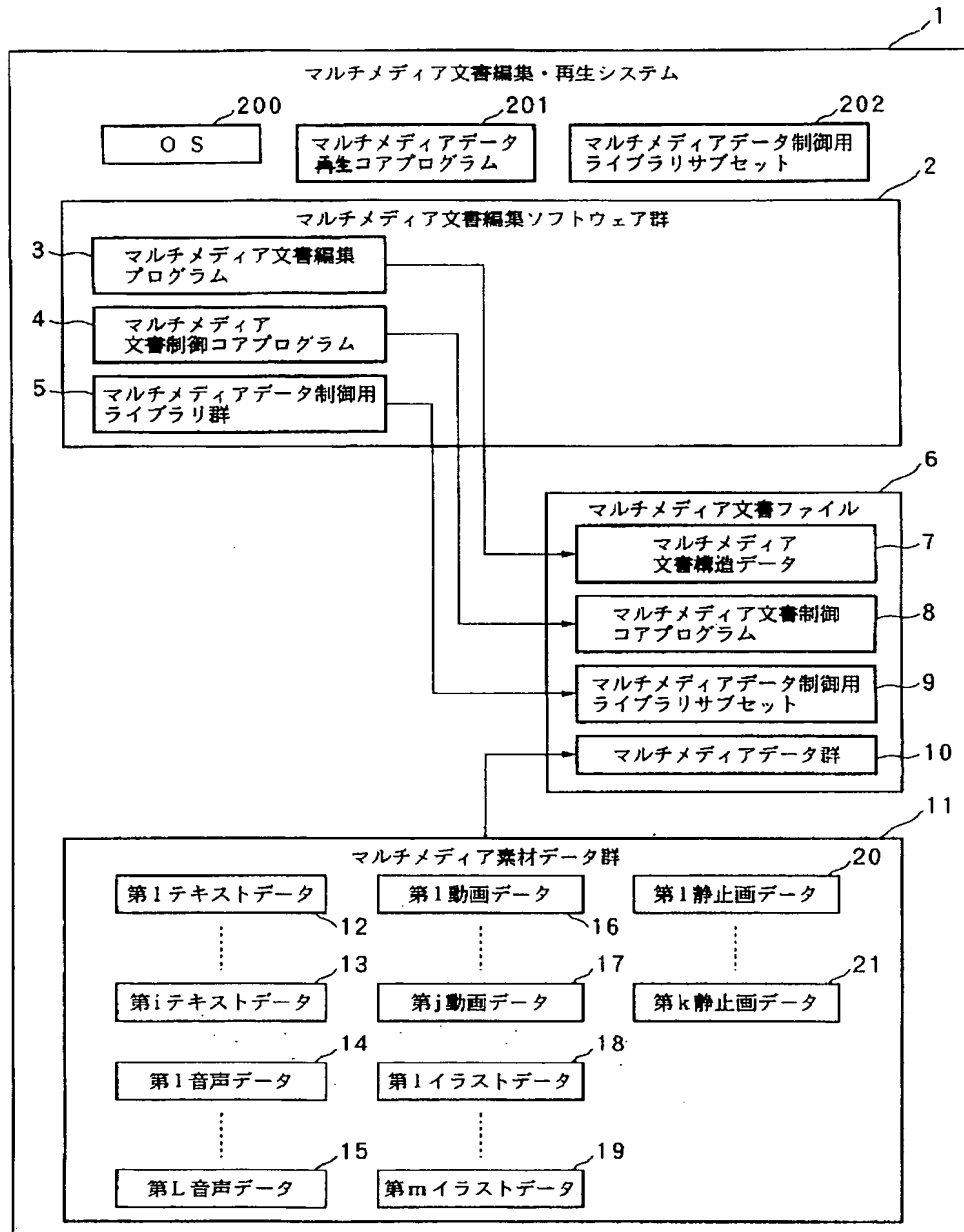 1
マルチメディア文書編集・再生システム
200
201
202
OS
マルチメディアデータ
再生コアプログラム
マルチメディアデータ制御用
ライブラリサブセット
2
マルチメディア文書編集ソフトウェア群
3
マルチメディア文書編集
プログラム
4
マルチメディア
文書制御コアプログラム
5
マルチメディアデータ制御用
ライブラリ群
6
マルチメディア文書ファイル
マルチメディア
文書構造データ
7
マルチメディア文書制御
コアプログラム
8
マルチメディアデータ制御用
ライブラリサブセット
9
マルチメディアデータ群
10
11
マルチメディア素材データ群
20
第1テキストデータ
第1動画データ
第1静止画データ
12
16
13
17
21
第iテキストデータ
第j動画データ
第k静止画データ
14
18
第1音声データ
第1イラストデータ
15
19
第L音声データ
第mイラストデータ